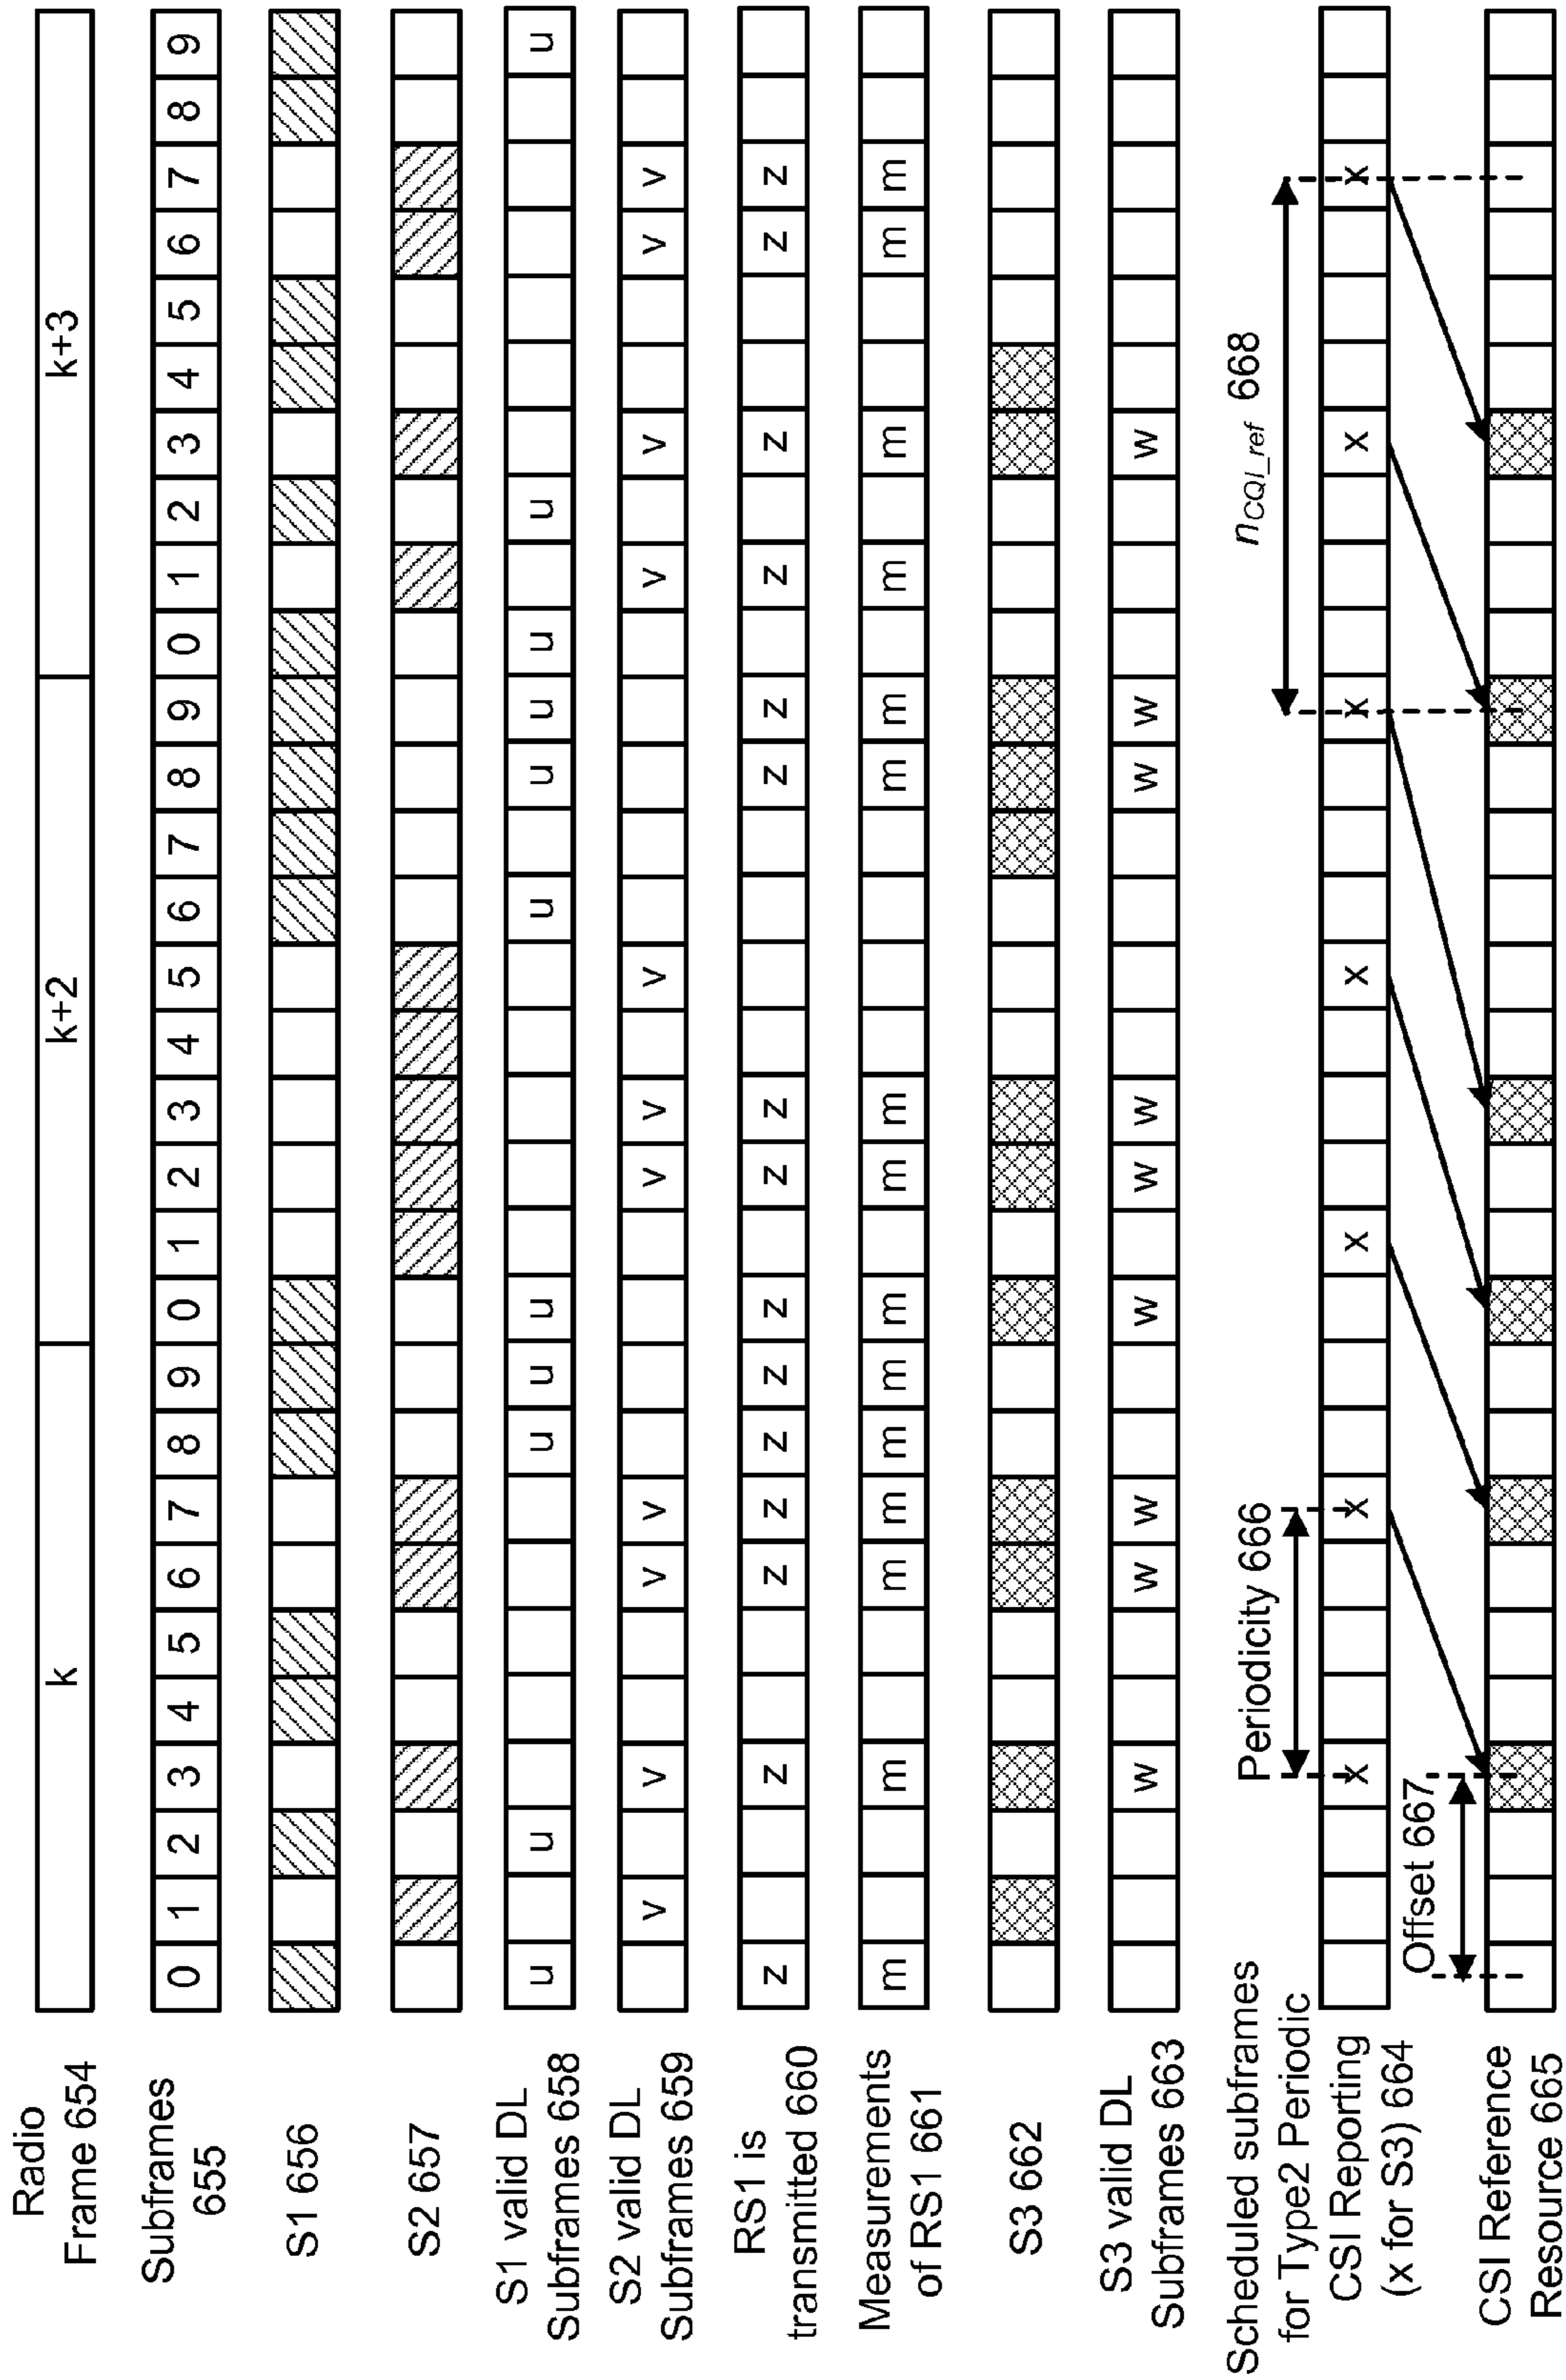 Radio
Frame 654
k k+2 k+3
Subframes
655
0 1 2 3 4 5 6 7 8 9 0 1 2 3 4 5 6 7 8 9 0 1 2 3 4 5 6 7 8 9
S1 656
S2 657
S1 valid DL
Subframes 658
u u u u u u u u u u u
S2 valid DL
Subframes 659
v v v v v v v v v v v
RS1 is
transmitted 660
z z z z z z z z z z z z z z z
Measurements
of RS1 661
m m m m m m m m m m m m m m m
S3 662
S3 valid DL
Subframes 663
w w w w w w w w w
Periodicity 666
nCQI_ref 668
Scheduled subframes
for Type2 Periodic
CSI Reporting
(x for S3) 664
x x x x x x x
Offset 667
CSI Reference
Resource 665